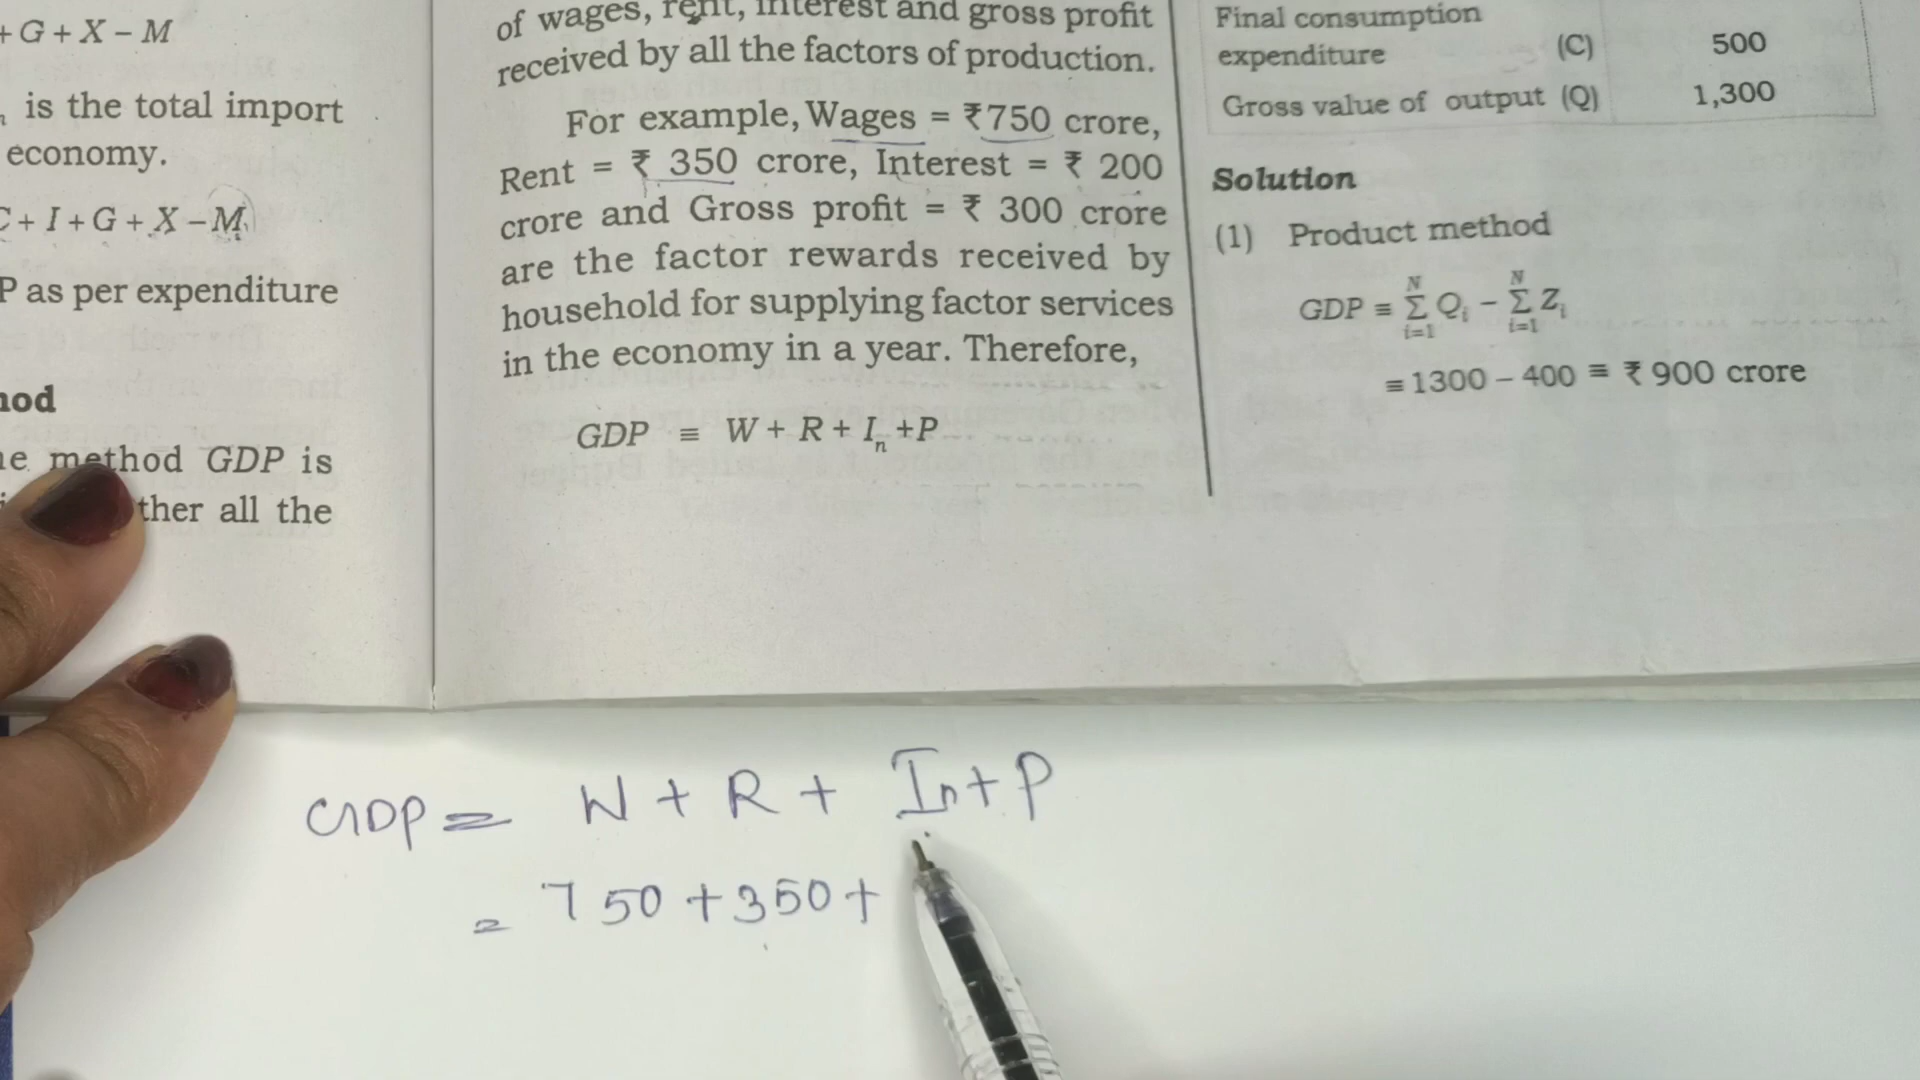 + G + X – M
is the total import
economy.
+ I + G + X – M
P as per expenditure
method GDP is
all the
of wages, rent, interest and gross profit
received by all the factors of production.
For example, Wages = ₹750 crore,
Rent = ₹ 350 crore, Interest = ₹ 200
crore and Gross profit = ₹ 300 crore
are the factor rewards received by
household for supplying factor services
in the economy in a year. Therefore,
GDP ≡ W + R + Iₙ +P
Final consumption
expenditure (C) 500
Gross value of output (Q) 1,300
Solution
(1) Product method
GDP ≡ N Σ i=1 Qᵢ – N Σ i=1 Zᵢ
≡ 1300 – 400 ≡ ₹ 900 crore
GDP = W + R + In + P
= 750 + 350 +